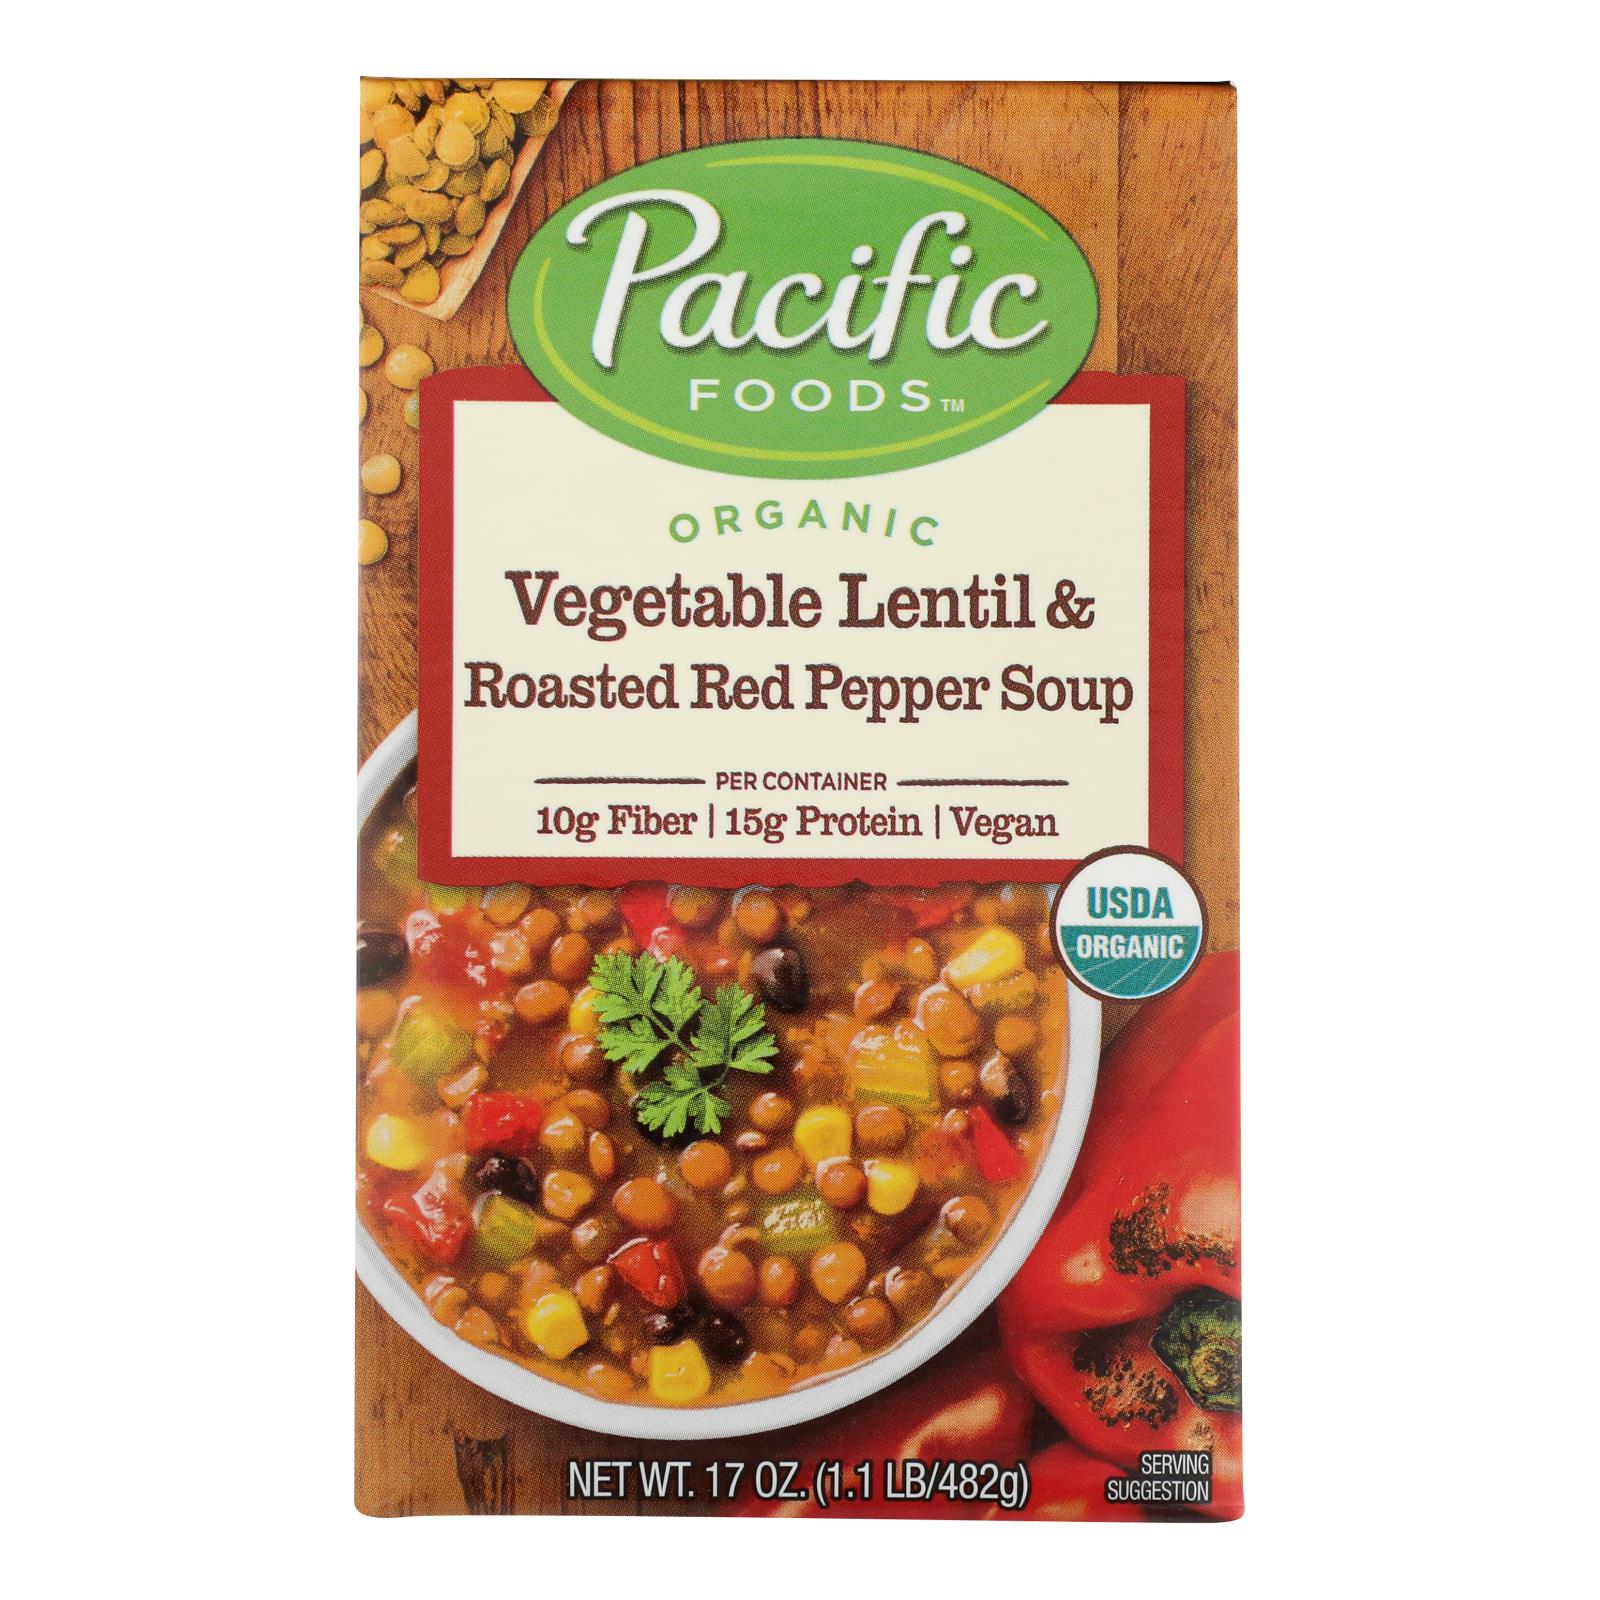 Pacific
FOODS™
ORGANIC
Vegetable Lentil &
Roasted Red Pepper Soup
PER CONTAINER
10g Fiber | 15g Protein | Vegan
USDA
ORGANIC
NET WT. 17 OZ. (1.1 LB/482g)
SERVING
SUGGESTION